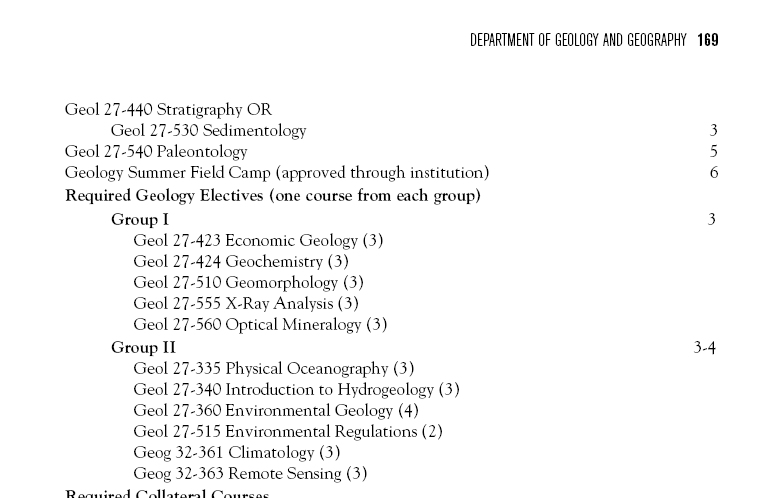 DEPARTMENT OF GEOLOGY AND GEOGRAPHY 169
Geol 27-440 Stratigraphy OR
Geol 27-530 Sedimentology 3
Geol 27-540 Paleontology 5
Geology Summer Field Camp (approved through institution) 6
Required Geology Electives (one course from each group)
Group I 3
Geol 27-423 Economic Geology (3)
Geol 27-424 Geochemistry (3)
Geol 27-510 Geomorphology (3)
Geol 27-555 X-Ray Analysis (3)
Geol 27-560 Optical Mineralogy (3)
Group II 3-4
Geol 27-335 Physical Oceanography (3)
Geol 27-340 Introduction to Hydrogeology (3)
Geol 27-360 Environmental Geology (4)
Geol 27-515 Environmental Regulations (2)
Geog 32-361 Climatology (3)
Geog 32-363 Remote Sensing (3)
Required Collateral Courses